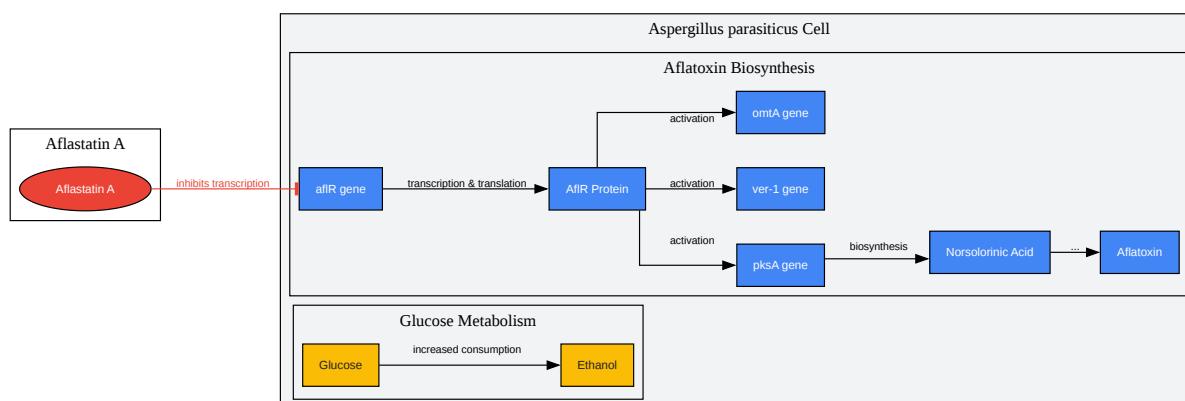 Aspergillus parasiticus Cell
Aflatoxin Biosynthesis
omtA gene
activation
Aflastatin A
Aflastatin A
inhibits transcription
aflR gene
transcription & translation
AflR Protein
activation
ver-1 gene
activation
pksA gene
biosynthesis
Norsolorinic Acid
...
Aflatoxin
Glucose Metabolism
Glucose
increased consumption
Ethanol